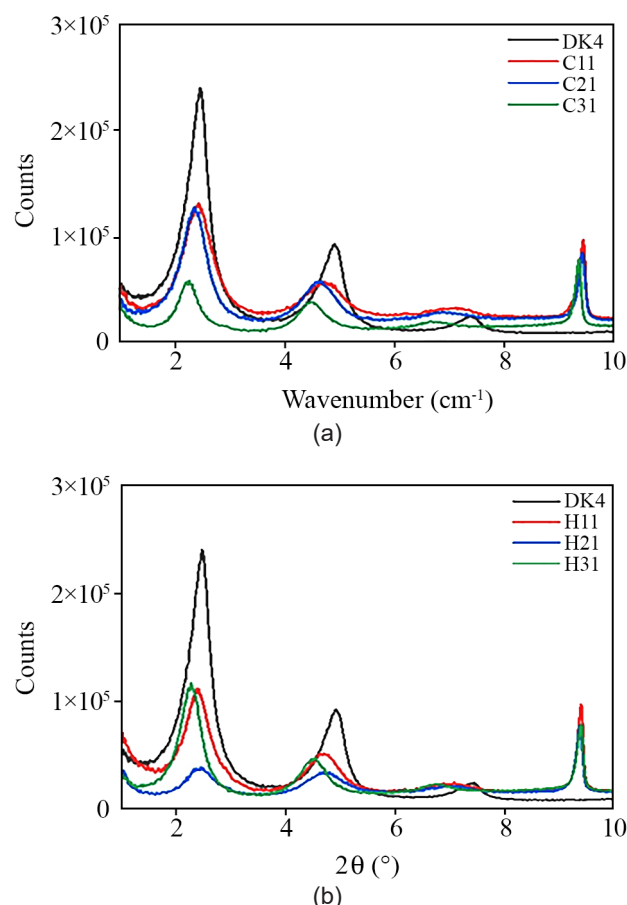 3×10⁵
DK4
C11
C21
C31
2×10⁵
Counts
1×10⁵
0
2 4 6 8 10
Wavenumber (cm⁻¹)
(a)
3×10⁵
DK4
H11
H21
H31
2×10⁵
Counts
1×10⁵
0
2 4 6 8 10
2θ (°)
(b)